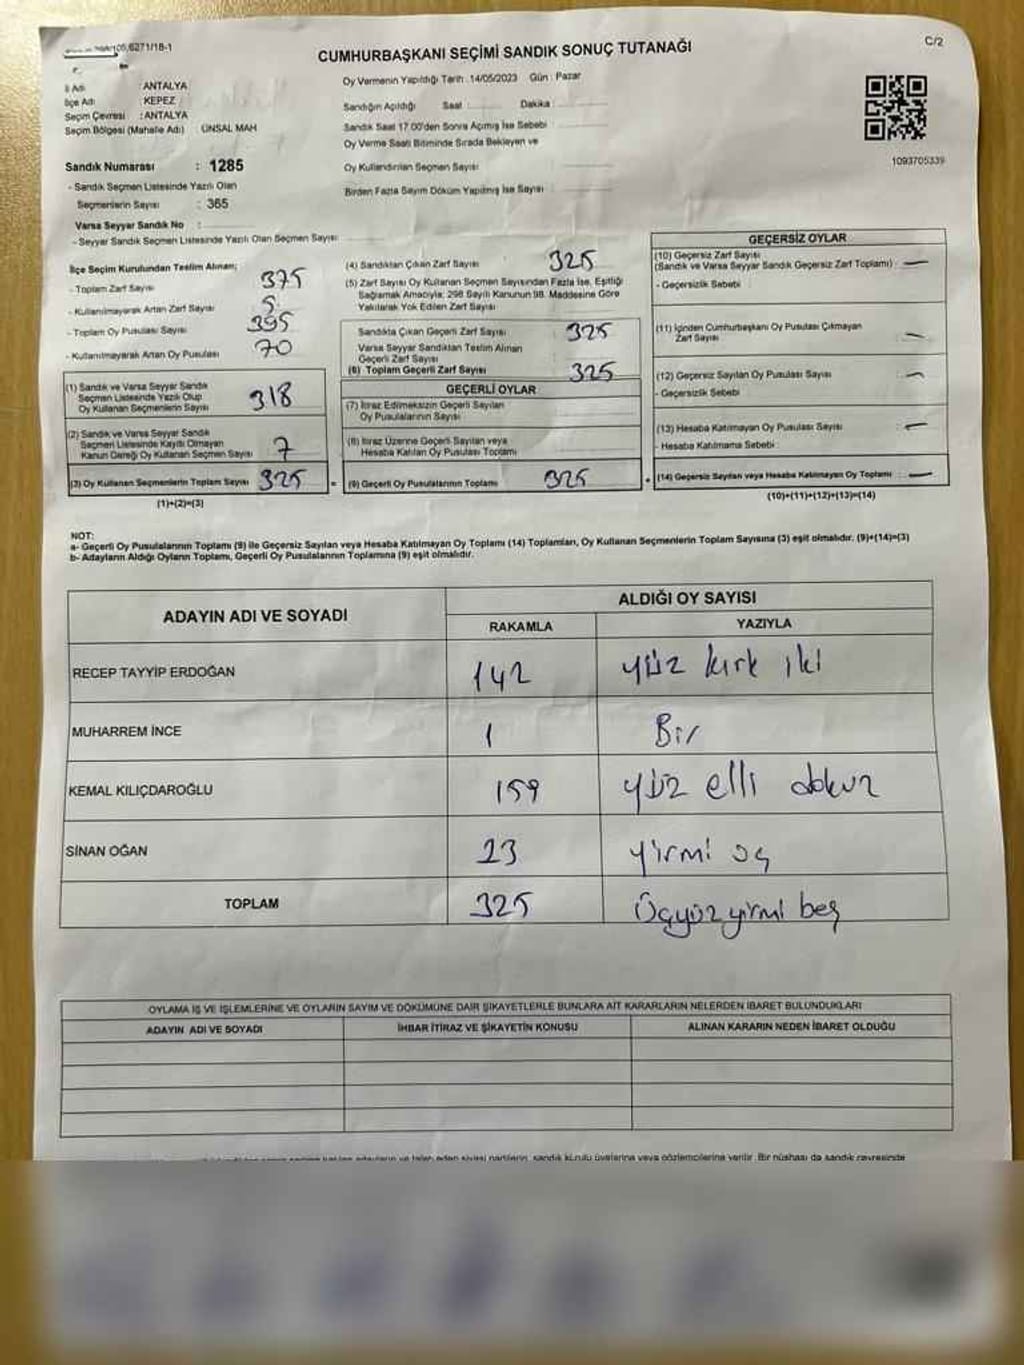 6271/18-1
C/2
CUMHURBAŞKANI SEÇİMİ SANDIK SONUÇ TUTANAĞI
İl Adı : ANTALYA
İlçe Adı : KEPEZ
Seçim Çevresi : ANTALYA
Seçim Bölgesi (Mahalle Adı) : ÜNSAL MAH
Sandık Numarası : 1285
- Sandık Seçmen Listesinde Yazılı Olan
Seçmenlerin Sayısı : 365
Varsa Seyyar Sandık No :
- Seyyar Sandık Seçmen Listesinde Yazılı Olan Seçmen Sayısı:
Oy Vermenin Yapıldığı Tarih :14/05/2023 Gün : Pazar
Sandığın Açıldığı Saat : Dakika :
Sandık Saat 17.00'den Sonra Açılmış İse Sebebi :
Oy Verme Saati Bitiminde Sırada Bekleyen ve
Oy Kullandırılan Seçmen Sayısı :
Birden Fazla Sayım Döküm Yapılmış İse Sayısı :
1093705339
İlçe Seçim Kurulundan Teslim Alınan;
- Toplam Zarf Sayısı : 375
- Kullanılmayarak Artan Zarf Sayısı : 5
- Toplam Oy Pusulası Sayısı : 395
- Kullanılmayarak Artan Oy Pusulası : 70
(1) Sandık ve Varsa Seyyar Sandık
Seçmen Listesinde Yazılı Olup
Oy Kullanan Seçmenlerin Sayısı : 318
(2) Sandık ve Varsa Seyyar Sandık
Seçmen Listesinde Kayıtlı Olmayan
Kanun Gereği Oy Kullanan Seçmen Sayısı : 7
(3) Oy Kullanan Seçmenlerin Toplam Sayısı : 325
(1)+(2)=(3)
(4) Sandıktan Çıkan Zarf Sayısı : 325
(5) Zarf Sayısı Oy Kullanan Seçmen Sayısından Fazla İse, Eşitliği
Sağlamak Amacıyla; 298 Sayılı Kanunun 98. Maddesine Göre
Yakılarak Yok Edilen Zarf Sayısı :
Sandıkta Çıkan Geçerli Zarf Sayısı : 325
Varsa Seyyar Sandıktan Teslim Alınan
Geçerli Zarf Sayısı :
(6) Toplam Geçerli Zarf Sayısı : 325
GEÇERLİ OYLAR
(7) İtiraz Edilmeksizin Geçerli Sayılan
Oy Pusulalarının Sayısı :
(8) İtiraz Üzerine Geçerli Sayılan veya
Hesaba Katılan Oy Pusulası Toplamı :
= (9) Geçerli Oy Pusulalarının Toplamı : 325
GEÇERSİZ OYLAR
(10) Geçersiz Zarf Sayısı
(Sandık ve Varsa Seyyar Sandık Geçersiz Zarf Toplamı) : —
- Geçersizlik Sebebi :
(11) İçinden Cumhurbaşkanı Oy Pusulası Çıkmayan
Zarf Sayısı : —
(12) Geçersiz Sayılan Oy Pusulası Sayısı : —
- Geçersizlik Sebebi :
(13) Hesaba Katılmayan Oy Pusulası Sayısı : —
- Hesaba Katılmama Sebebi :
+ (14) Geçersiz Sayılan veya Hesaba Katılmayan Oy Toplamı : —
(10)+(11)+(12)+(13)=(14)
NOT:
a- Geçerli Oy Pusulalarının Toplamı (9) ile Geçersiz Sayılan veya Hesaba Katılmayan Oy Toplamı (14) Toplamları, Oy Kullanan Seçmenlerin Toplam Sayısına (3) eşit olmalıdır. (9)+(14)=(3)
b- Adayların Aldığı Oyların Toplamı, Geçerli Oy Pusulalarının Toplamına (9) eşit olmalıdır.
ADAYIN ADI VE SOYADI
ALDIĞI OY SAYISI
RAKAMLA YAZIYLA
RECEP TAYYİP ERDOĞAN 142 yüz kırk iki
MUHARREM İNCE 1 Bir
KEMAL KILIÇDAROĞLU 159 yüz elli dokuz
SİNAN OĞAN 23 yirmi üç
TOPLAM 325 Üçyüz yirmi beş
OYLAMA İŞ VE İŞLEMLERİNE VE OYLARIN SAYIM VE DÖKÜMÜNE DAİR ŞİKAYETLERLE BUNLARA AİT KARARLARIN NELERDEN İBARET BULUNDUKLARI
ADAYIN ADI VE SOYADI İHBAR İTİRAZ VE ŞİKAYETİN KONUSU ALINAN KARARIN NEDEN İBARET OLDUĞU
sandık kurulu üyelerine veya gözlemcilerine verilir. Bir nüshası da sandık çevresinde